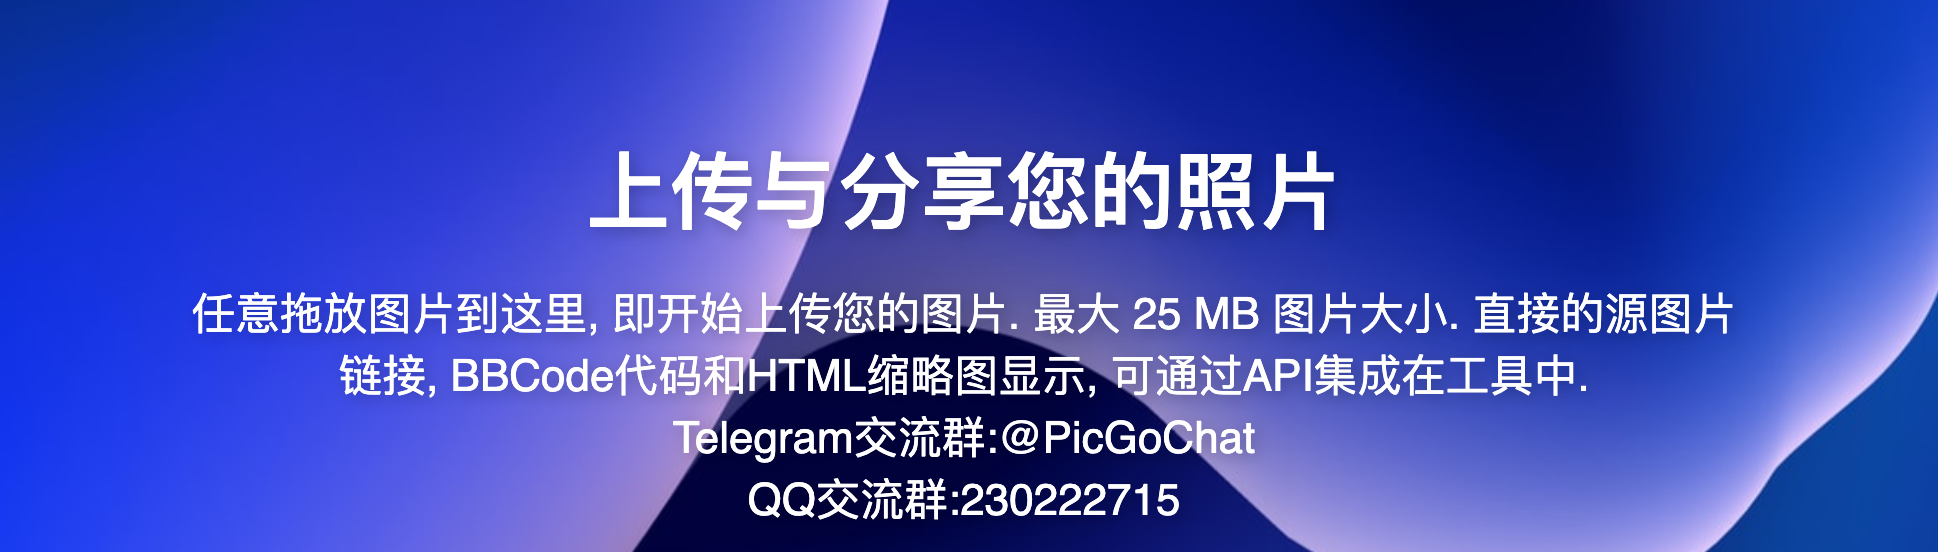 上传与分享您的照片
任意拖放图片到这里, 即开始上传您的图片. 最大 25 MB 图片大小. 直接的源图片
链接, BBCode代码和HTML缩略图显示, 可通过API集成在工具中.
Telegram交流群:@PicGoChat
QQ交流群:230222715